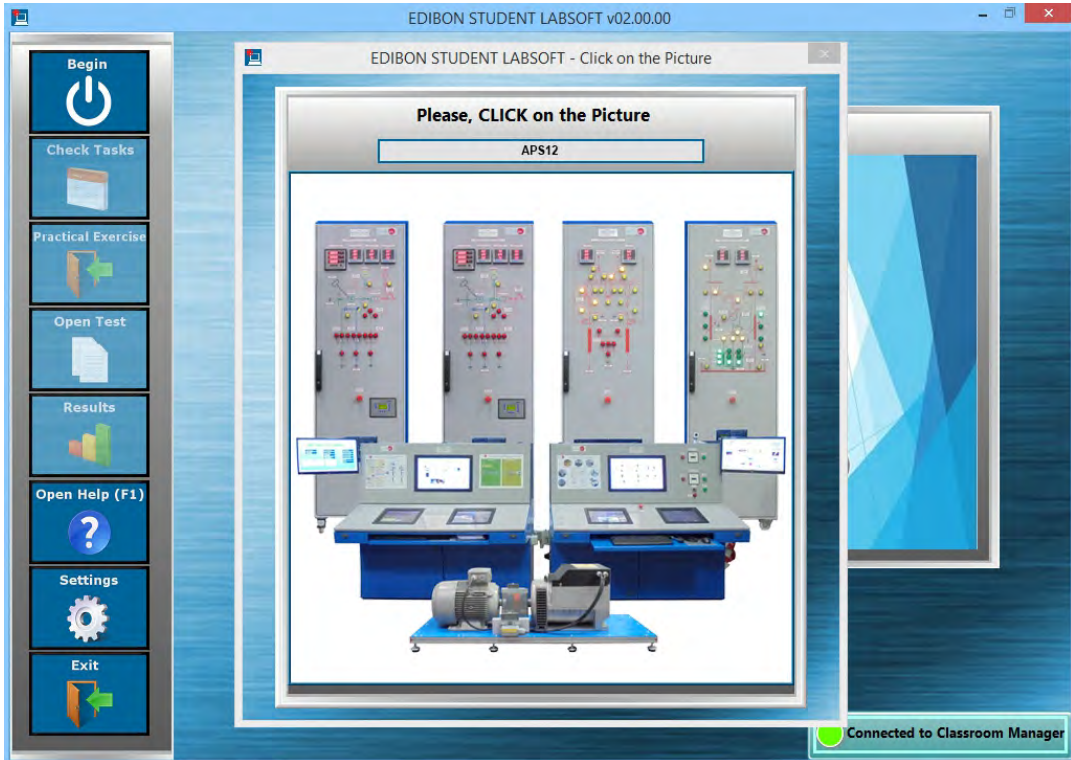 EDIBON STUDENT LABSOFT v02.00.00
Begin
Check Tasks
Practical Exercise
Open Test
Results
Open Help (F1)
Settings
Exit
EDIBON STUDENT LABSOFT - Click on the Picture
Please, CLICK on the Picture
APS12
Connected to Classroom Manager